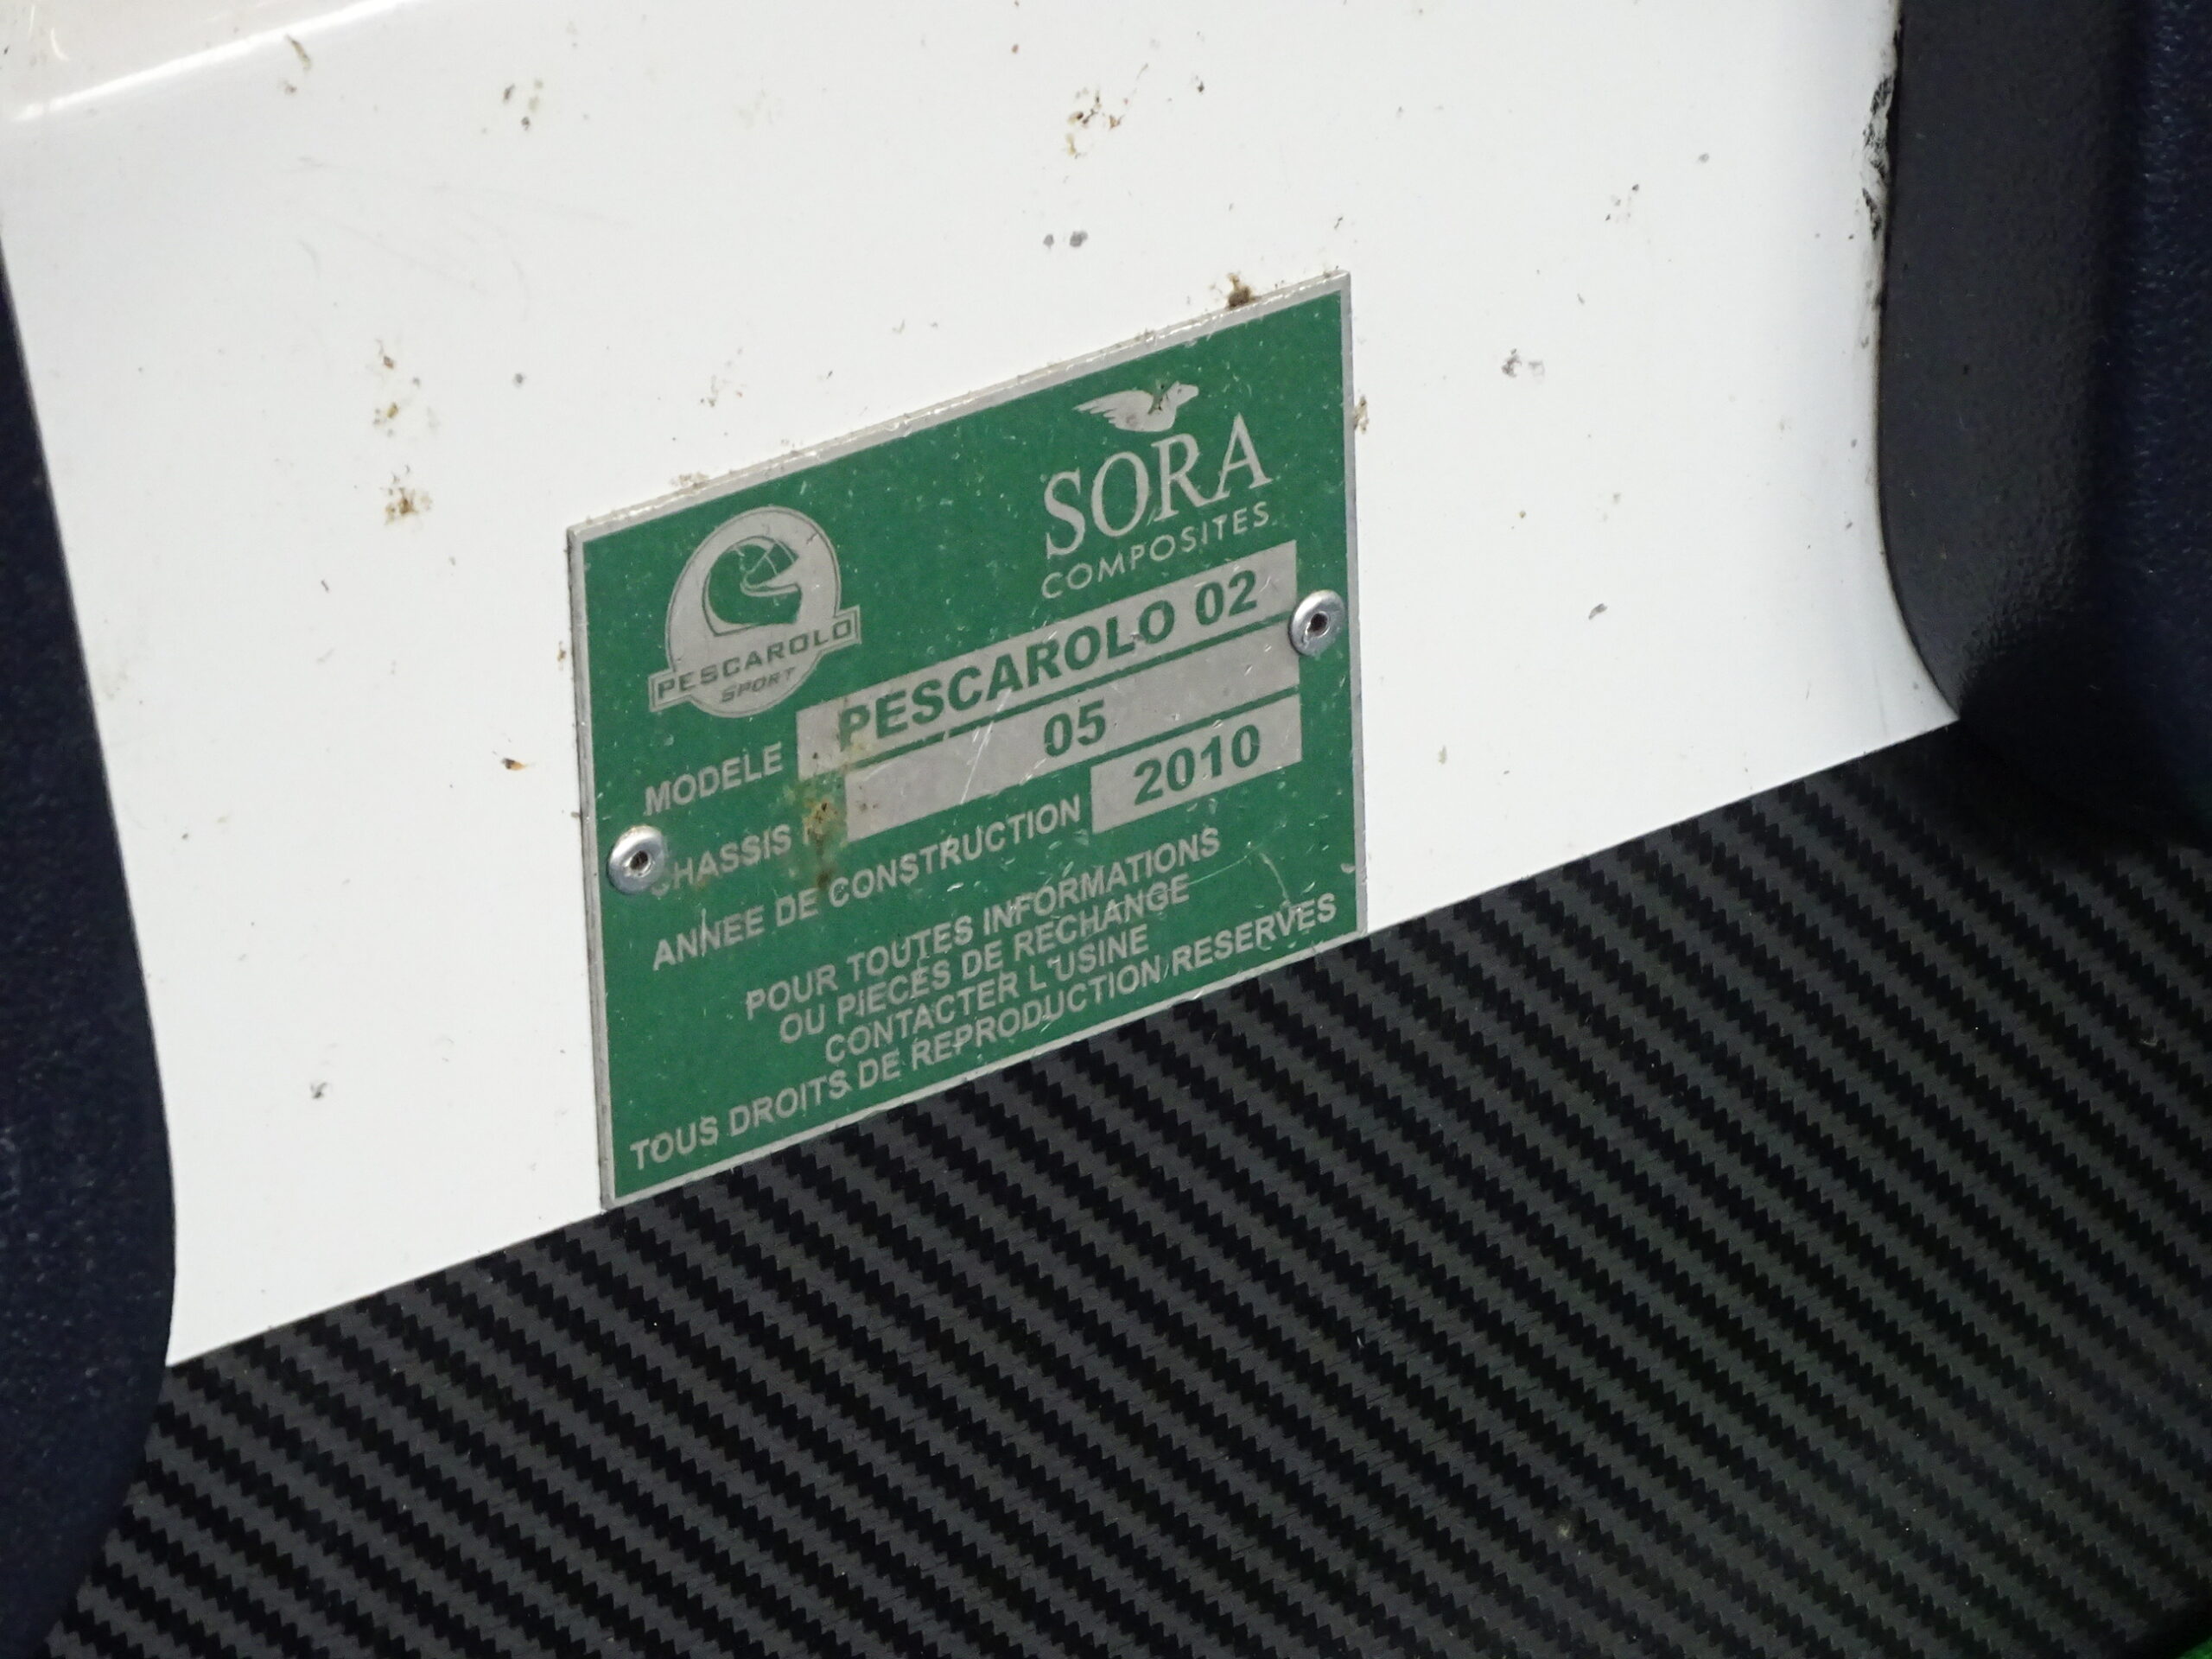 SORA
COMPOSITES
PESCAROLO
SPORT
MODELE PESCAROLO 02
CHASSIS 05
ANNEE DE CONSTRUCTION 2010
POUR TOUTES INFORMATIONS
OU PIECES DE RECHANGE
CONTACTER L'USINE
TOUS DROITS DE REPRODUCTION RESERVES